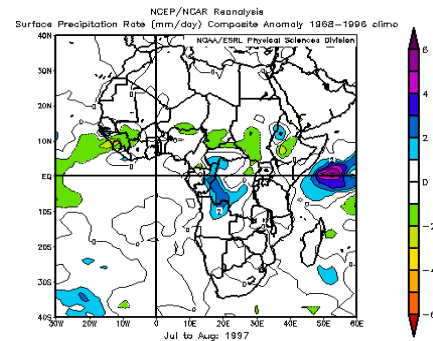 NCEP/NCAR Reanalysis
Surface Precipitation Rate (mm/day) Composite Anomaly 1968-1996 climo
NOAA/ESRL Physical Sciences Division
40N
30N
20N
10N
EQ
10S
20S
30S
40S
30W 20W 10W 0 10E 20E 30E 40E 50E 60E
Jul to Aug: 1997
6
4
2
0
-2
-4
-6